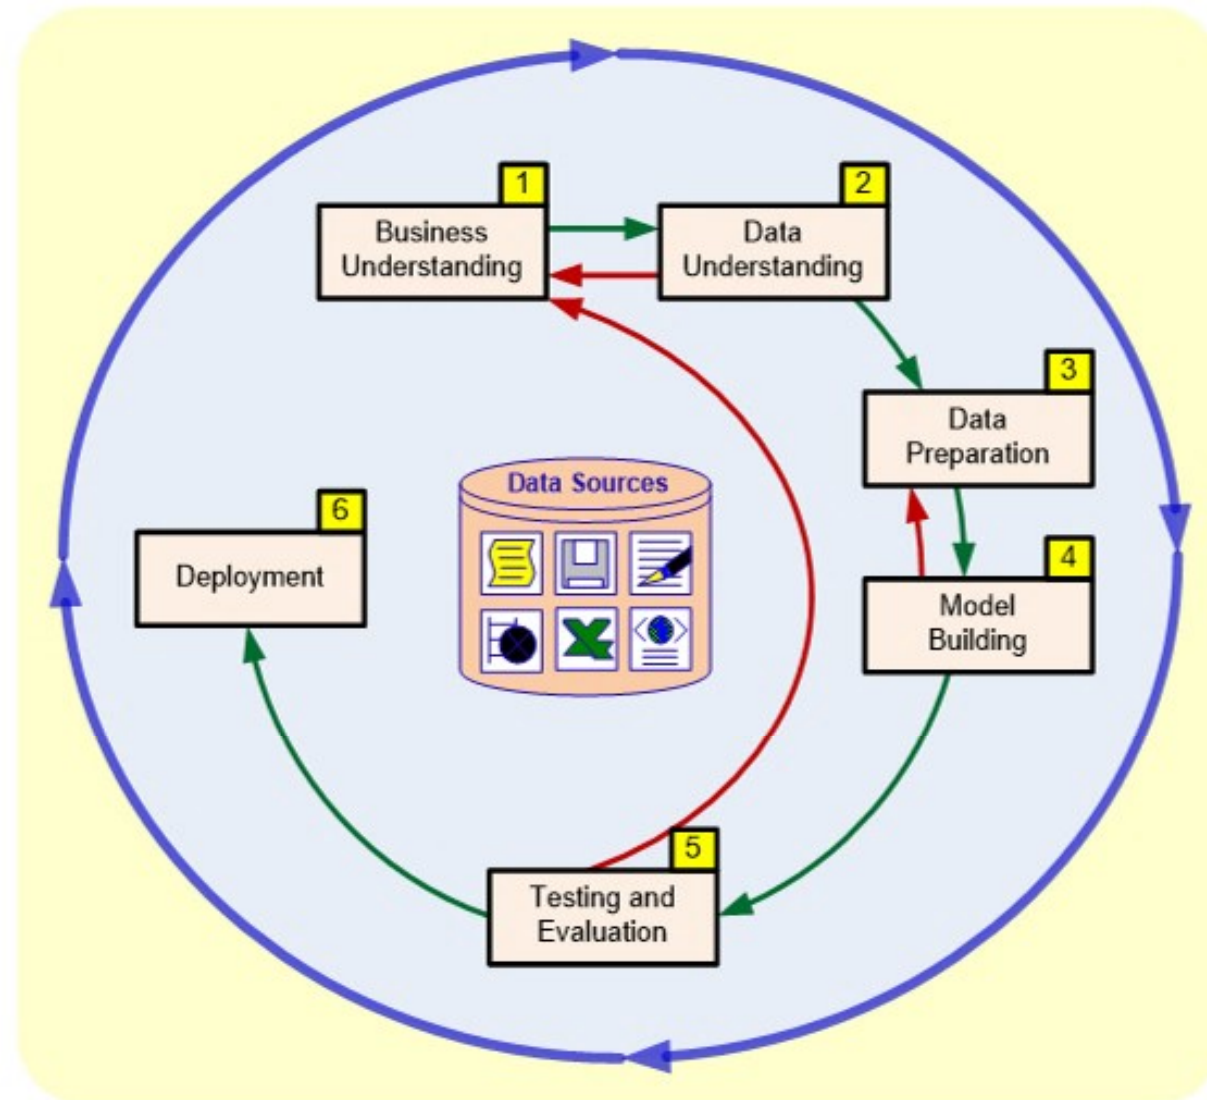 1
Business
Understanding
2
Data
Understanding
3
Data
Preparation
4
Model
Building
5
Testing and
Evaluation
6
Deployment
Data Sources